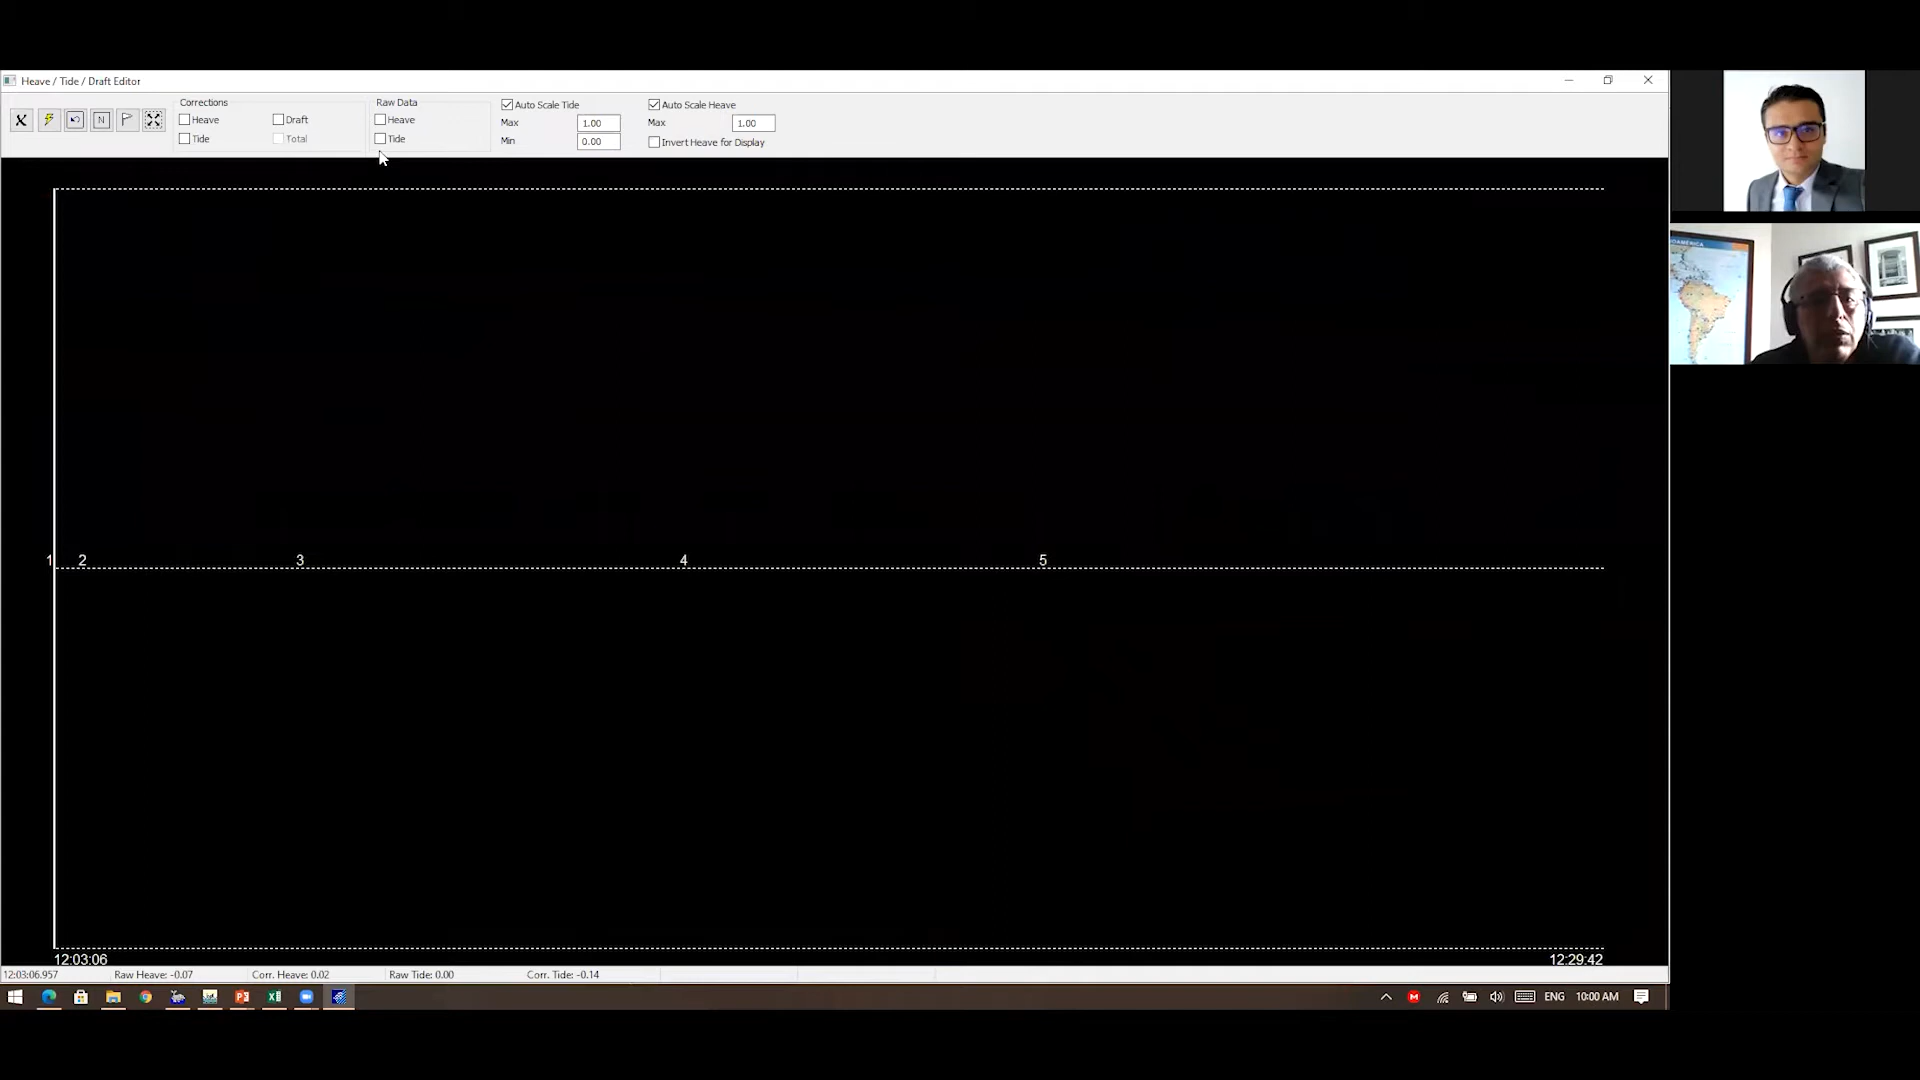 Heave / Tide / Draft Editor
Corrections
Heave
Draft
Tide
Total
Raw Data
Heave
Tide
Auto Scale Tide
Max 1.00
Min 0.00
Auto Scale Heave
Max 1.00
Invert Heave for Display
X
N
1 2 3 4 5
12:03:06 12:29:42
12:03:06.957 Raw Heave: -0.07 Corr. Heave: 0.02 Raw Tide: 0.00 Corr. Tide: -0.14
ENG 10:00 AM